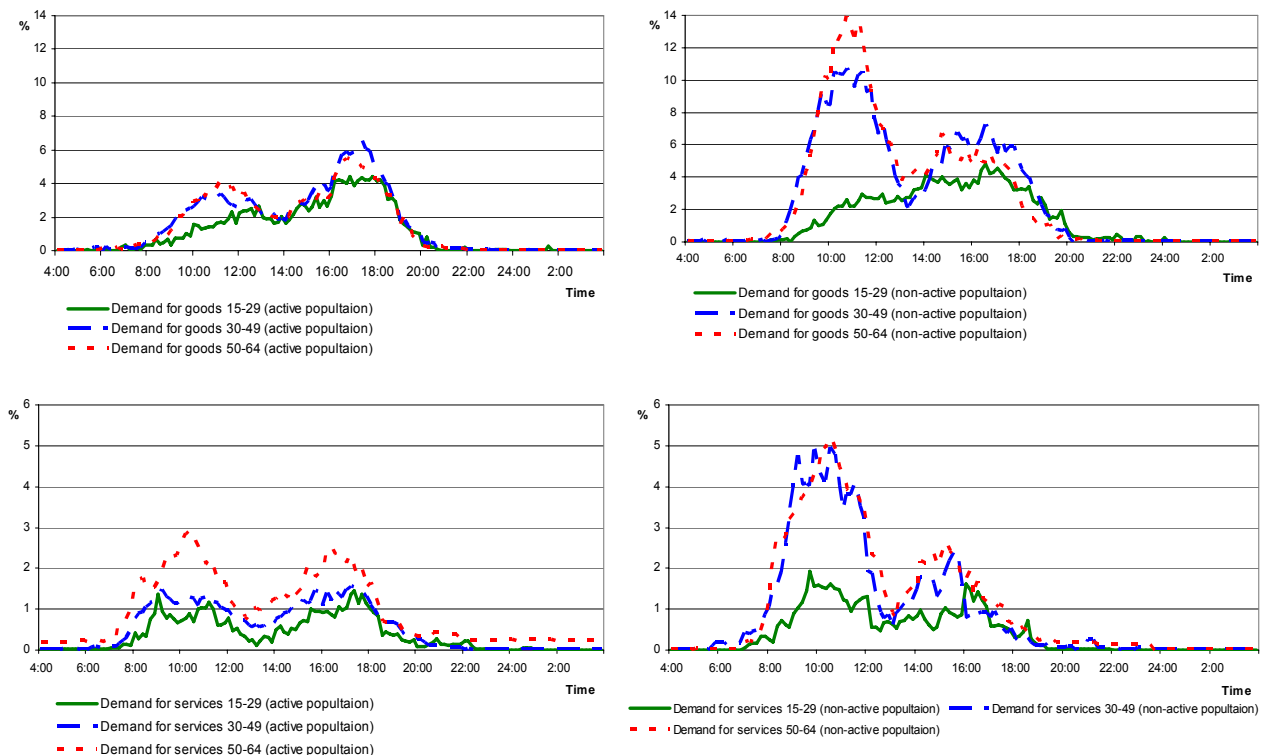 %
14
12
10
8
6
4
2
0
4:00 6:00 8:00 10:00 12:00 14:00 16:00 18:00 20:00 22:00 24:00 2:00
Time
Demand for goods 15-29 (active popultaion)
Demand for goods 30-49 (active popultaion)
Demand for goods 50-64 (active popultaion)
%
14
12
10
8
6
4
2
0
4:00 6:00 8:00 10:00 12:00 14:00 16:00 18:00 20:00 22:00 24:00 2:00
Time
Demand for goods 15-29 (non-active popultaion)
Demand for goods 30-49 (non-active popultaion)
Demand for goods 50-64 (non-active popultaion)
%
6
5
4
3
2
1
0
4:00 6:00 8:00 10:00 12:00 14:00 16:00 18:00 20:00 22:00 24:00 2:00
Time
Demand for services 15-29 (active popultaion)
Demand for services 30-49 (active popultaion)
Demand for services 50-64 (active popultaion)
%
6
5
4
3
2
1
0
4:00 6:00 8:00 10:00 12:00 14:00 16:00 18:00 20:00 22:00 24:00 2:00
Time
Demand for services 15-29 (non-active popultaion) Demand for services 30-49 (non-active popultaion)
Demand for services 50-64 (non-active popultaion)